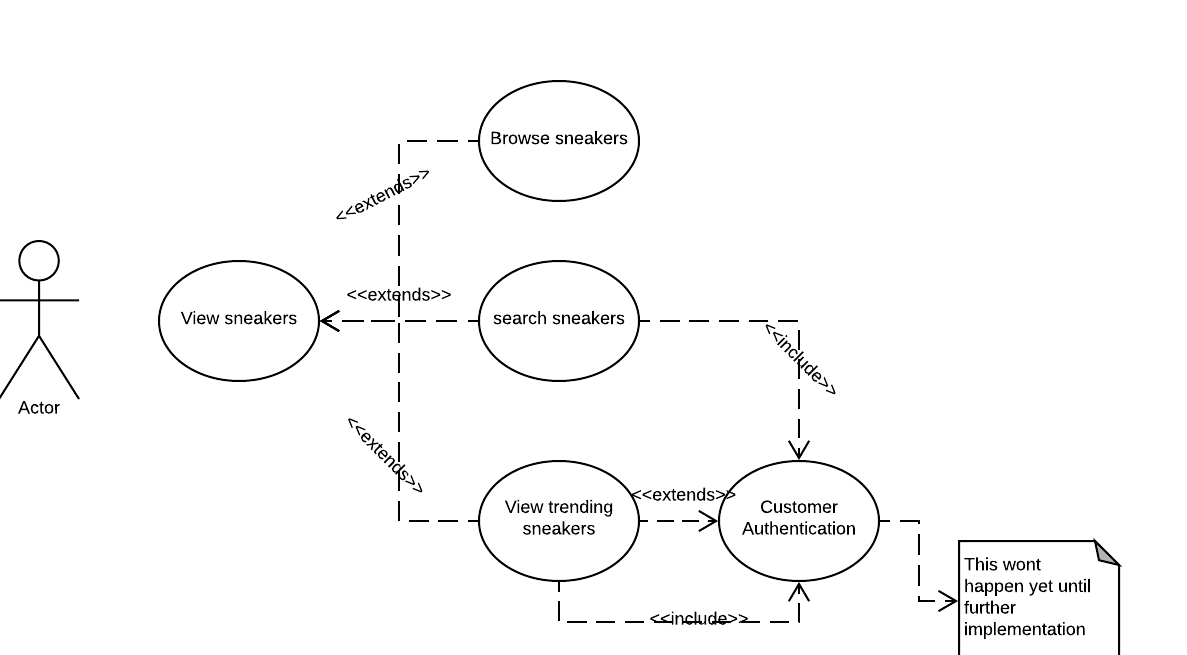 Browse sneakers
<<extends>>
<<extends>>
View sneakers
search sneakers
<<include>>
Actor
<<extends>>
View trending
sneakers
<<extends>>
Customer
Authentication
<<include>>
This wont
happen yet until
further
implementation